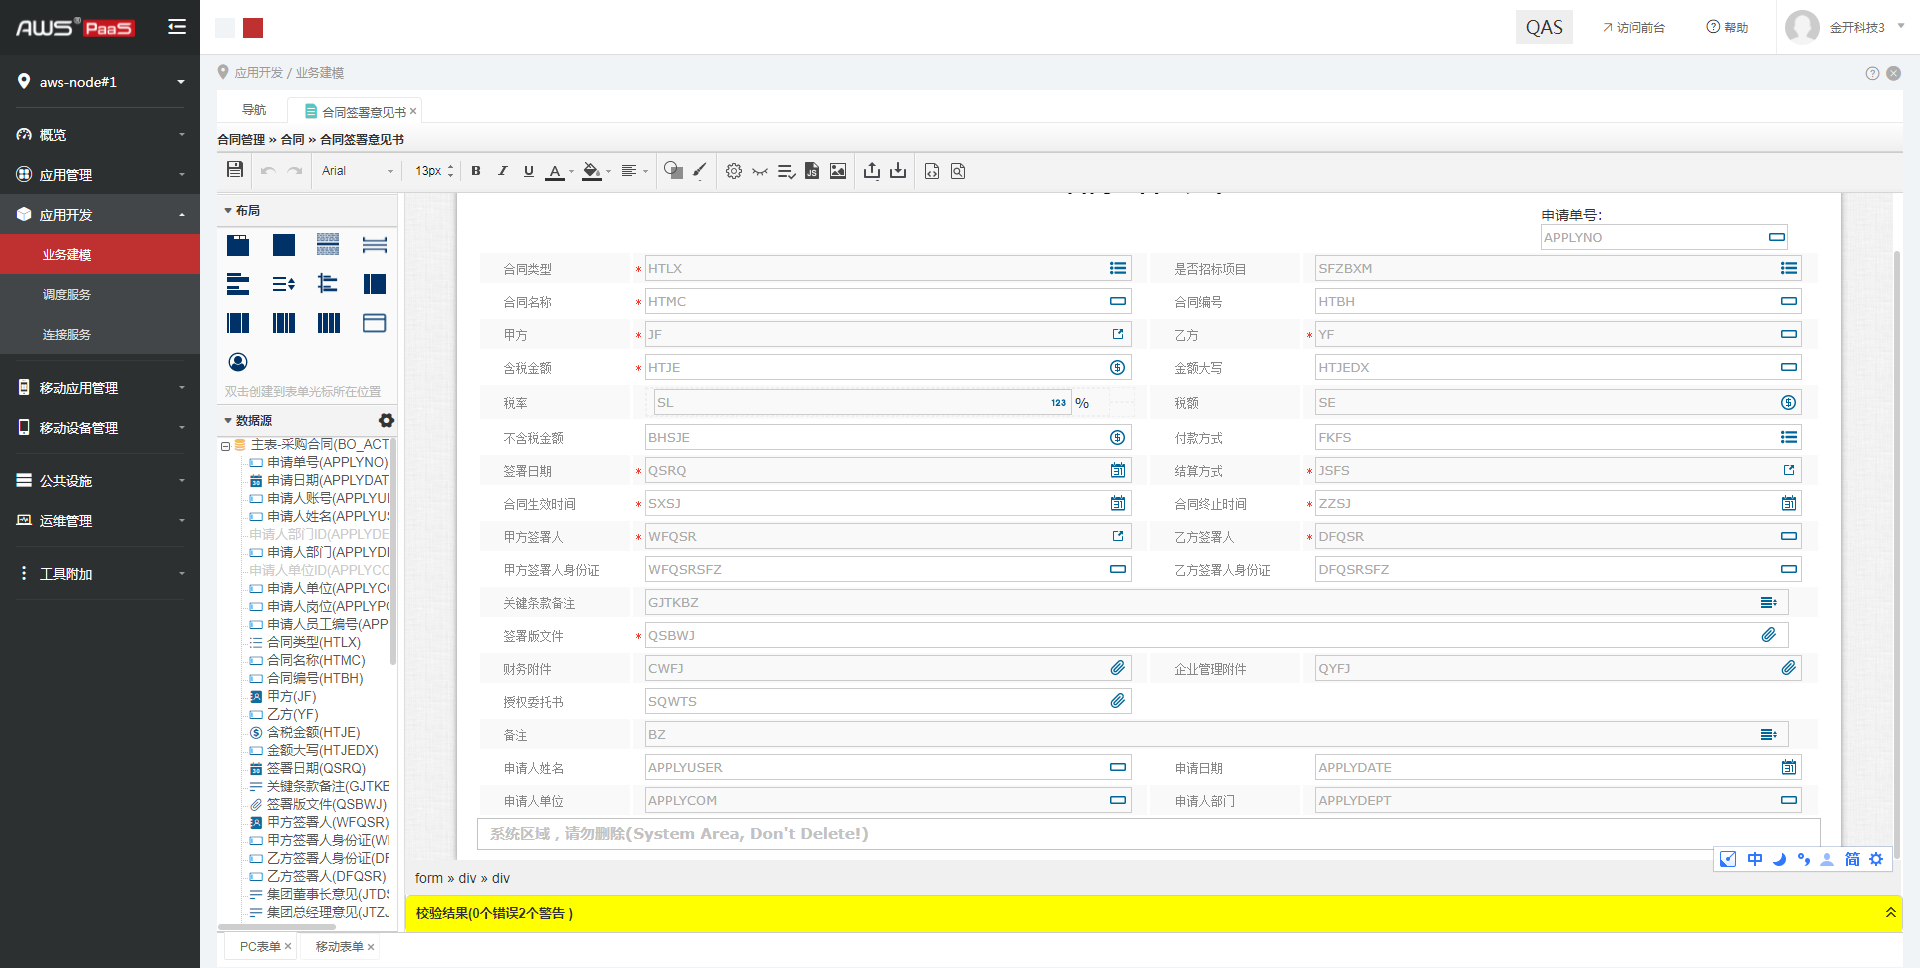 AWS® PaaS
QAS
访问前台
帮助
金开科技3
aws-node#1
概览
应用管理
应用开发
业务建模
调度服务
连接服务
移动应用管理
移动设备管理
公共设施
运维管理
工具附加
应用开发 / 业务建模
导航
合同签署意见书
合同管理 » 合同 » 合同签署意见书
Arial 13px
布局
双击创建到表单光标所在位置
数据源
主表-采购合同(BO_ACT
申请单号(APPLYNO)
申请日期(APPLYDAT
申请人账号(APPLYU
申请人姓名(APPLYUS
申请人部门ID(APPLYDE
申请人部门(APPLYD
申请人单位ID(APPLYCC
申请人单位(APPLYC
申请人岗位(APPLYP
申请人员工编号(APP
合同类型(HTLX)
合同名称(HTMC)
合同编号(HTBH)
甲方(JF)
乙方(YF)
含税金额(HTJE)
金额大写(HTJEDX)
签署日期(QSRQ)
关键条款备注(GJTKB
签署版文件(QSBWJ)
甲方签署人(WFQSR)
甲方签署人身份证(W
乙方签署人身份证(DF
乙方签署人(DFQSR)
集团董事长意见(JTDS
集团总经理意见(JTZJ
申请单号:
APPLYNO
合同类型 * HTLX 是否招标项目 SFZBXM
合同名称 * HTMC 合同编号 HTBH
甲方 * JF 乙方 * YF
含税金额 * HTJE 金额大写 HTJEDX
税率 SL 123 % 税额 SE
不含税金额 BHSJE 付款方式 FKFS
签署日期 * QSRQ 结算方式 * JSFS
合同生效时间 * SXSJ 合同终止时间 * ZZSJ
甲方签署人 * WFQSR 乙方签署人 * DFQSR
甲方签署人身份证 WFQSRSFZ 乙方签署人身份证 DFQSRSFZ
关键条款备注 GJTKBZ
签署版文件 * QSBWJ
财务附件 CWFJ 企业管理附件 QYFJ
授权委托书 SQWTS
备注 BZ
申请人姓名 APPLYUSER 申请日期 APPLYDATE
申请人单位 APPLYCOM 申请人部门 APPLYDEPT
系统区域，请勿删除(System Area, Don't Delete!)
中 简
form » div » div
校验结果(0个错误2个警告 )
PC表单
移动表单